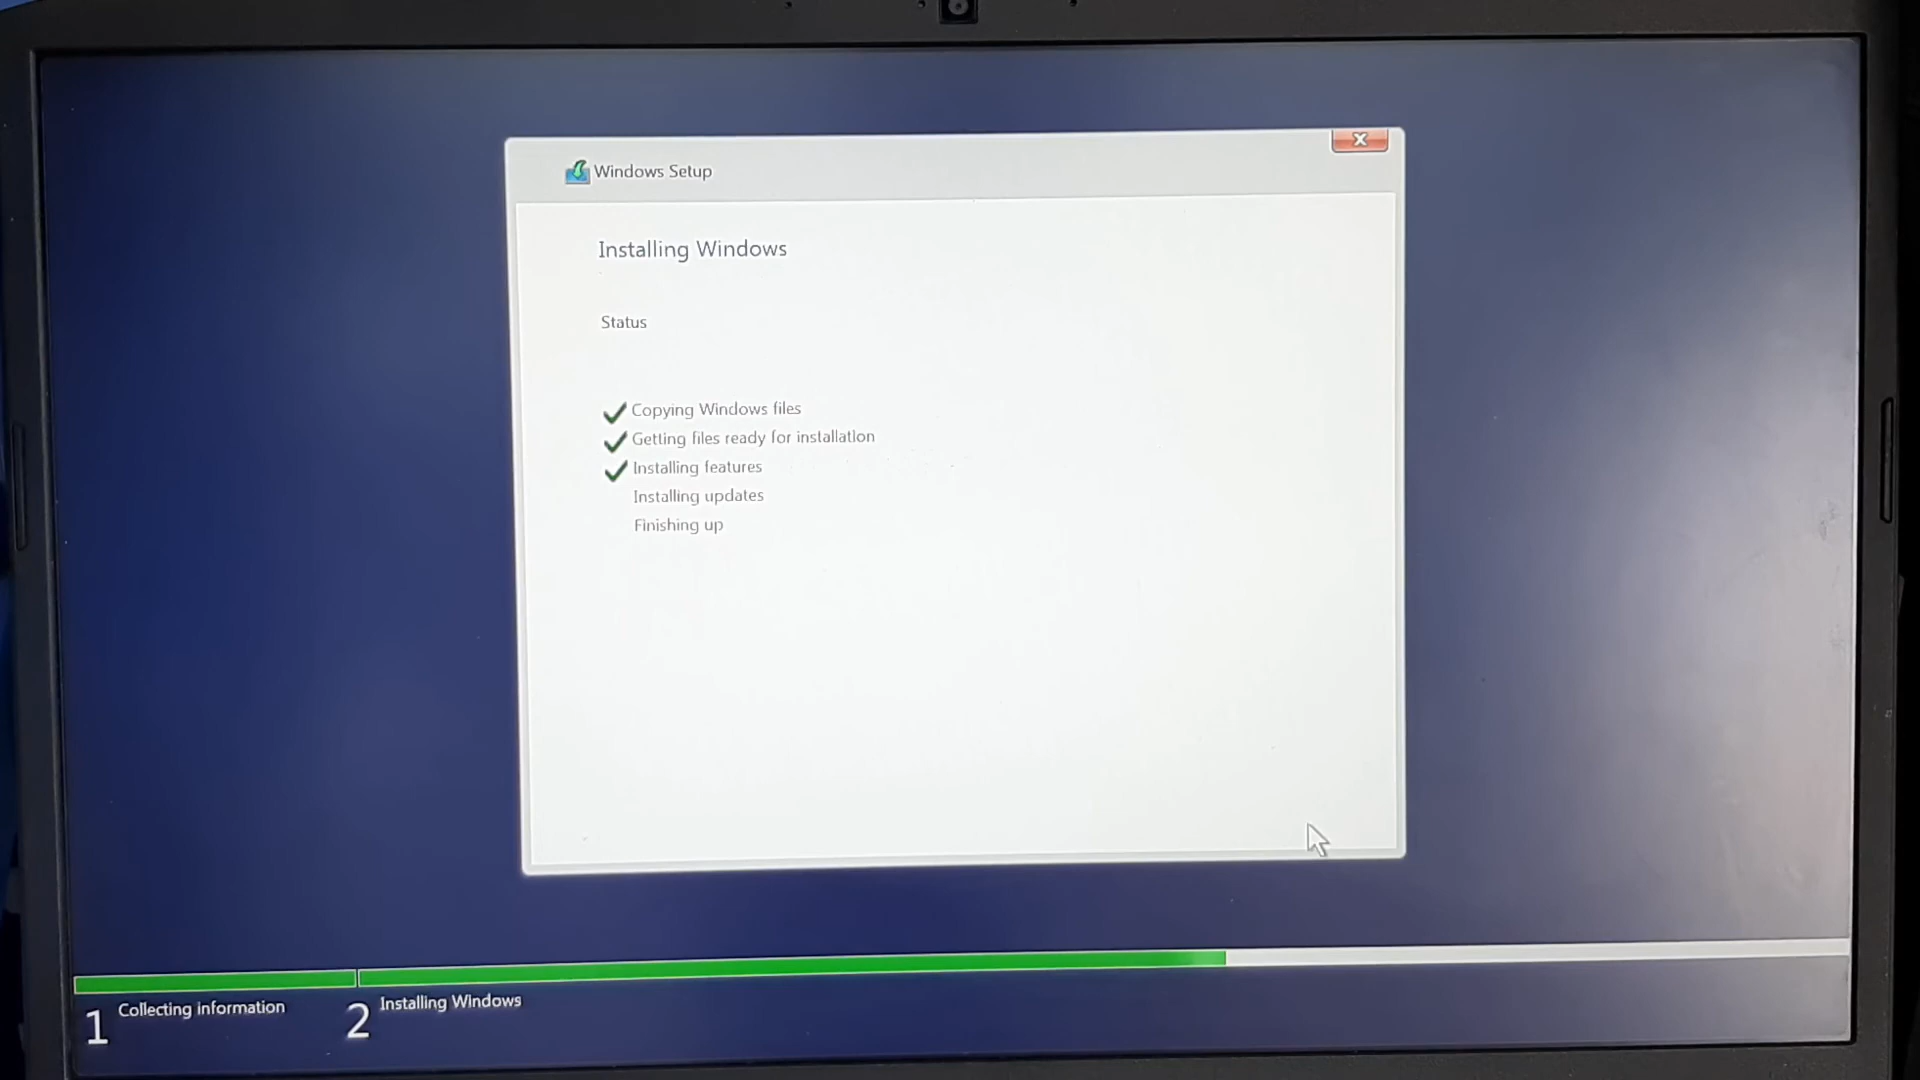 Windows Setup
Installing Windows
Status
Copying Windows files
Getting files ready for installation
Installing features
Installing updates
Finishing up
1 Collecting information
2 Installing Windows